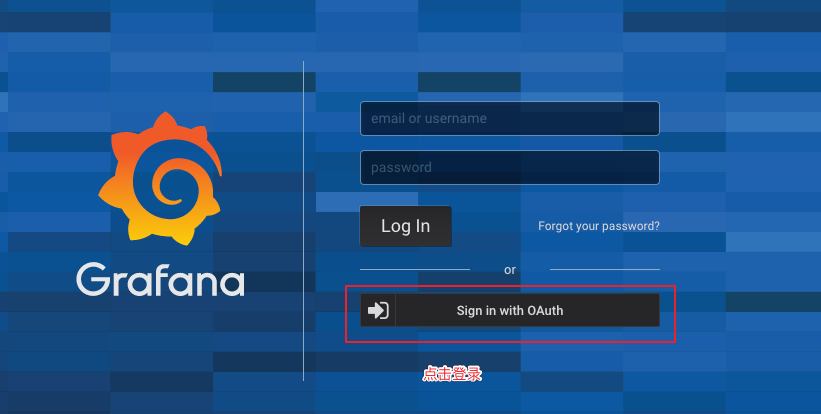 email or username
password
Log In
Forgot your password?
or
Grafana
Sign in with OAuth
点击登录